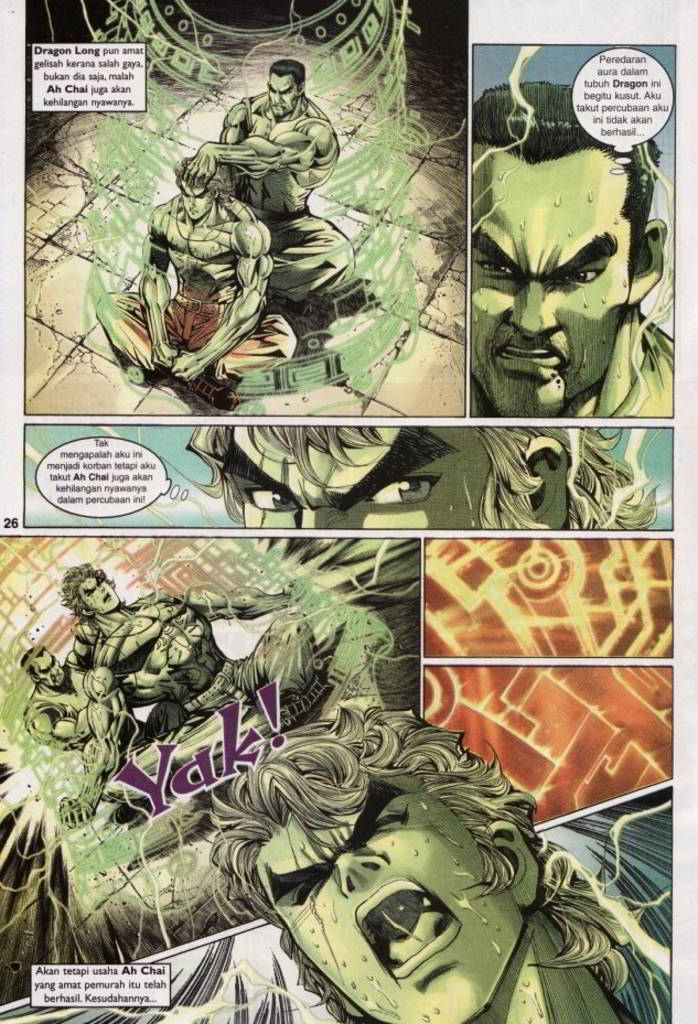 Dragon Long pun amat
gelisah kerana salah gaya,
bukan dia saja, malah
Ah Chai juga akan
kehilangan nyawanya.
Peredaran
aura dalam
tubuh Dragon ini
begitu kusut. Aku
takut percubaan aku
ini tidak akan
berhasil...
Tak
mengapalah aku ini
menjadi korban tetapi aku
takut Ah Chai juga akan
kehilangan nyawanya
dalam percubaan ini!
26
Yak!
Akan tetapi usaha Ah Chai
yang amat pemurah itu telah
berhasil. Kesudahannya...